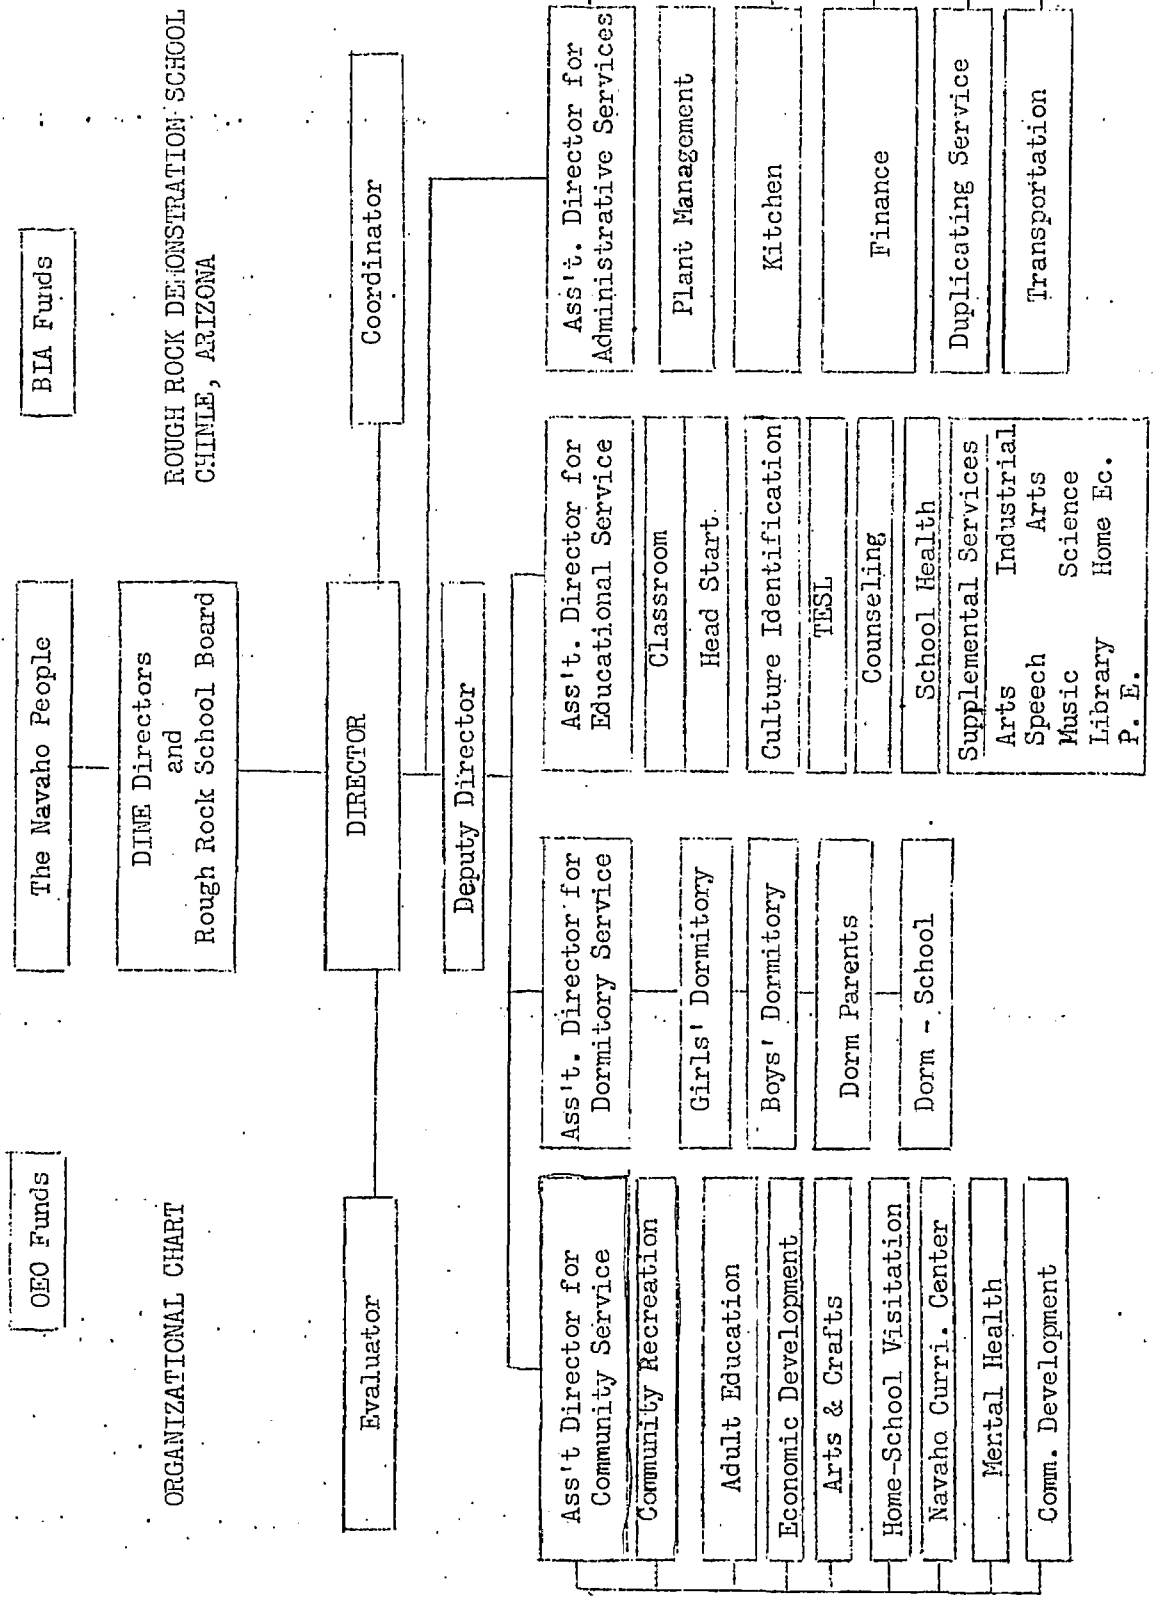 OEO Funds
The Navaho People
BIA Funds
ORGANIZATIONAL CHART
ROUGH ROCK DEMONSTRATION SCHOOL
CHINLE, ARIZONA
DINE Directors
and
Rough Rock School Board
Evaluator
DIRECTOR
Coordinator
Deputy Director
Ass't Director for
Community Service
Community Recreation
Adult Education
Economic Development
Arts & Crafts
Home-School Visitation
Navaho Curri. Center
Mental Health
Comm. Development
Ass't. Director for
Dormitory Service
Girls' Dormitory
Boys' Dormitory
Dorm Parents
Dorm - School
Ass't. Director for
Educational Service
Classroom
Head Start
Culture Identification
TESL
Counseling
School Health
Supplemental Services
Arts Industrial
Speech Arts
Music Science
Library Home Ec.
P. E.
Ass't. Director for
Administrative Services
Plant Management
Kitchen
Finance
Duplicating Service
Transportation